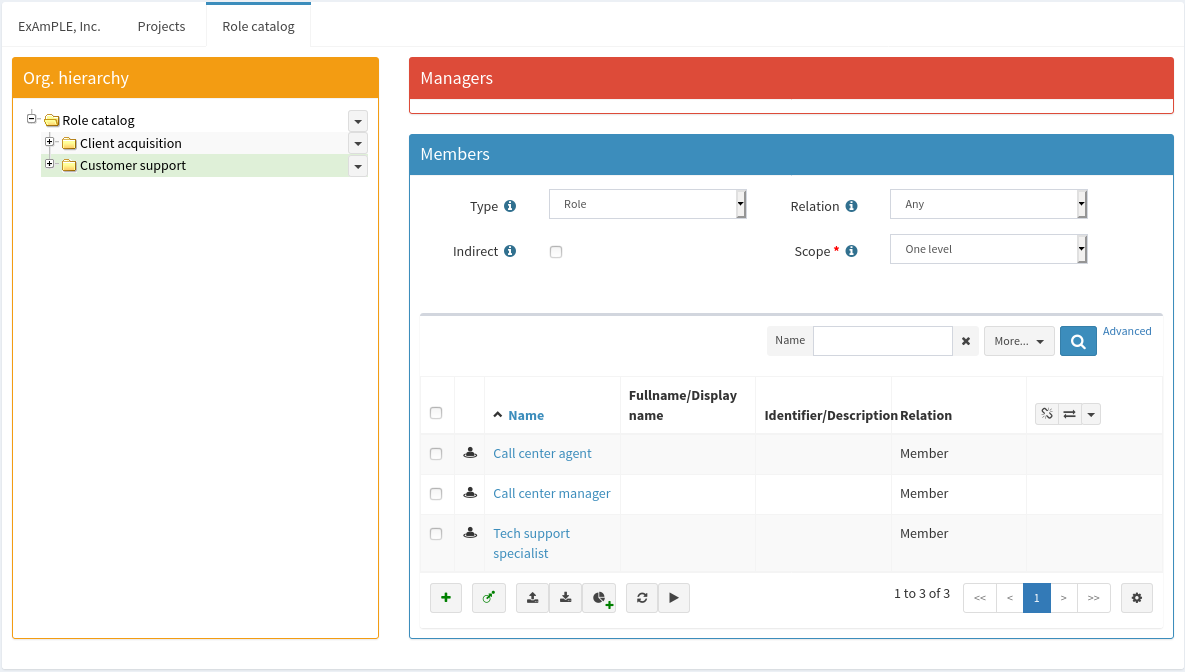 ExAmPLE, Inc. Projects Role catalog
Org. hierarchy
Role catalog
Client acquisition
Customer support
Managers
Members
Type Role Relation Any
Indirect Scope * One level
Name More... Advanced
Name Fullname/Display name Identifier/Description Relation
Call center agent Member
Call center manager Member
Tech support specialist Member
1 to 3 of 3 << < 1 > >>